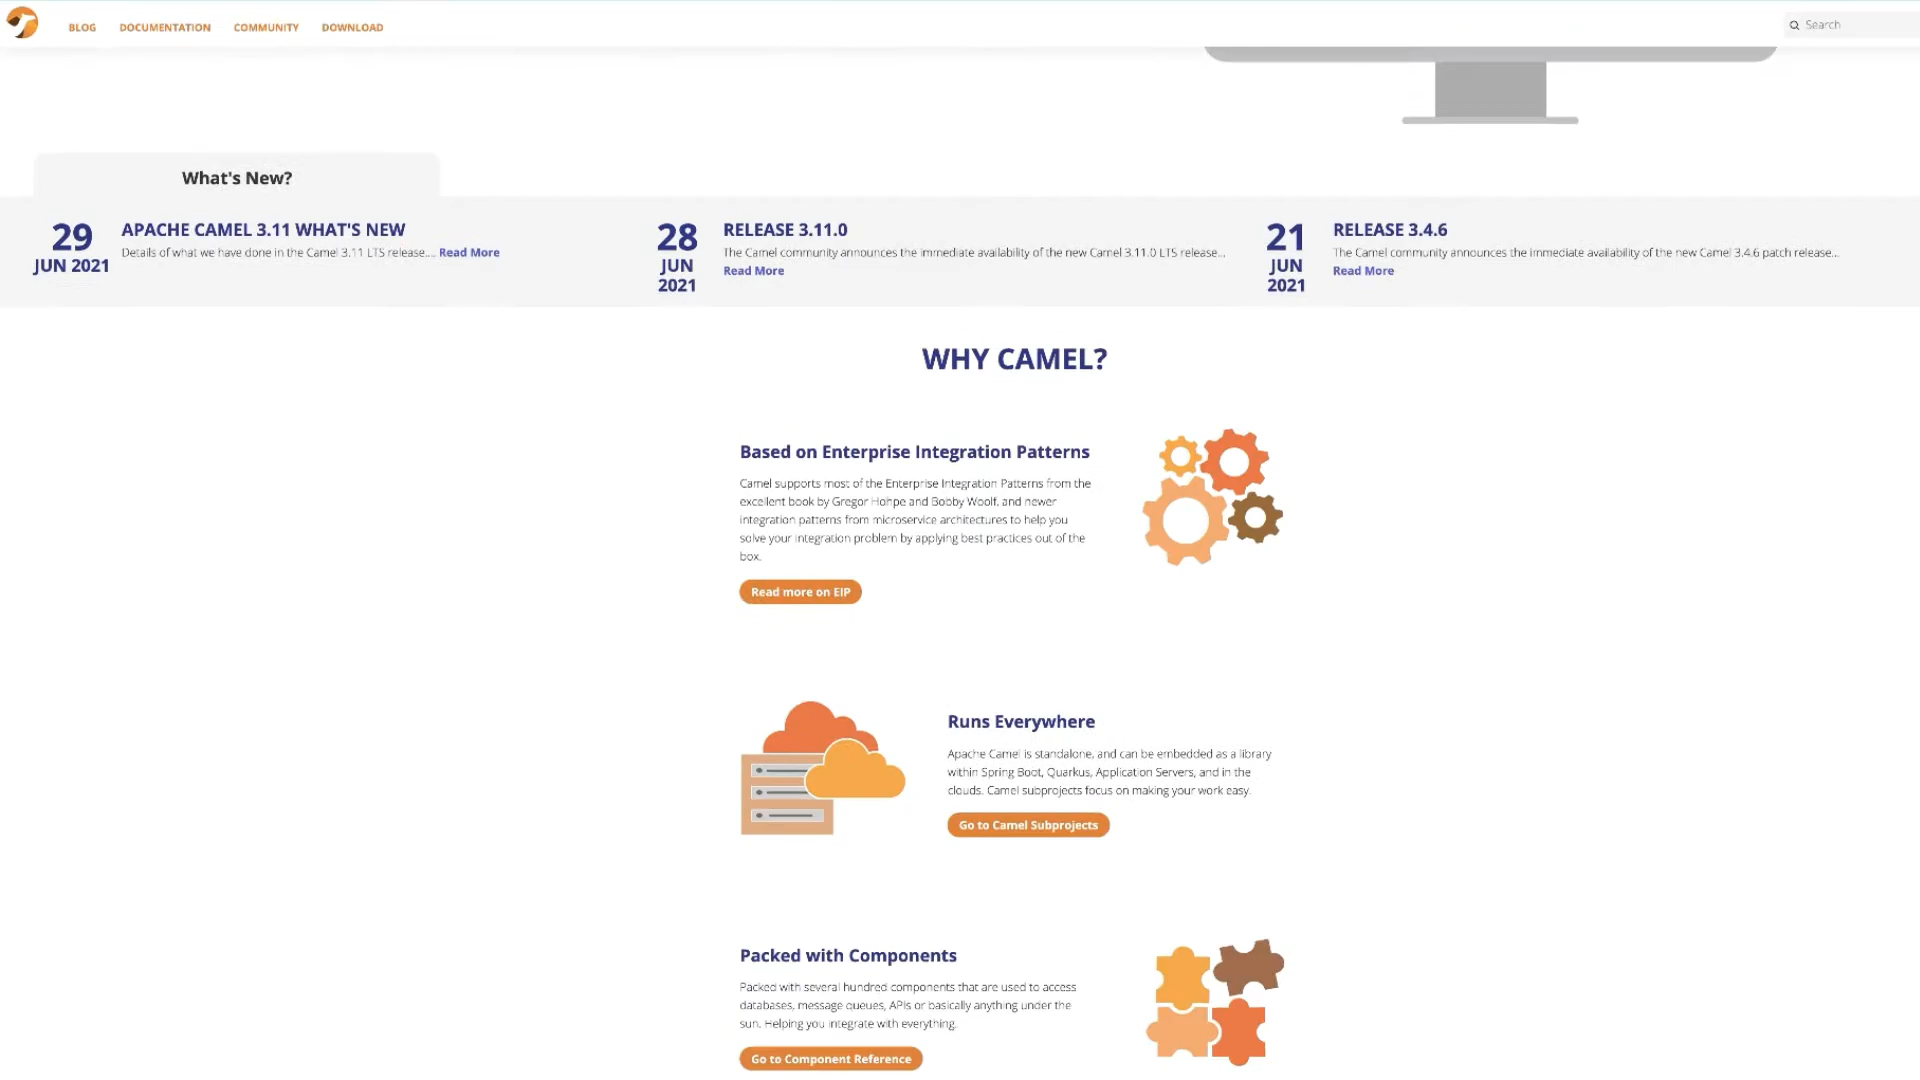 BLOG DOCUMENTATION COMMUNITY DOWNLOAD Search
What's New?
29
JUN 2021
APACHE CAMEL 3.11 WHAT'S NEW
Details of what we have done in the Camel 3.11 LTS release.... Read More
28
JUN
2021
RELEASE 3.11.0
The Camel community announces the immediate availability of the new Camel 3.11.0 LTS release...
Read More
21
JUN
2021
RELEASE 3.4.6
The Camel community announces the immediate availability of the new Camel 3.4.6 patch release...
Read More
WHY CAMEL?
Based on Enterprise Integration Patterns
Camel supports most of the Enterprise Integration Patterns from the
excellent book by Gregor Hohpe and Bobby Woolf, and newer
integration patterns from microservice architectures to help you
solve your integration problem by applying best practices out of the
box.
Read more on EIP
Runs Everywhere
Apache Camel is standalone, and can be embedded as a library
within Spring Boot, Quarkus, Application Servers, and in the
clouds. Camel subprojects focus on making your work easy.
Go to Camel Subprojects
Packed with Components
Packed with several hundred components that are used to access
databases, message queues, APIs or basically anything under the
sun. Helping you integrate with everything.
Go to Component Reference